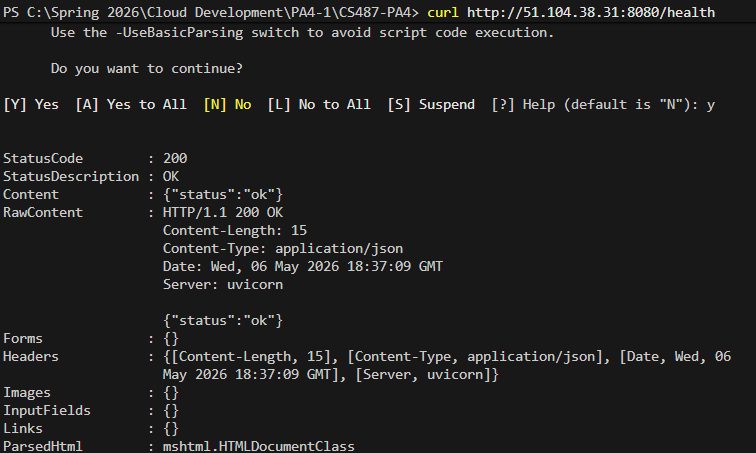 PS C:\Spring 2026\Cloud Development\PA4-1\CS487-PA4> curl http://51.104.38.31:8080/health
Use the -UseBasicParsing switch to avoid script code execution.
Do you want to continue?
[Y] Yes  [A] Yes to All  [N] No  [L] No to All  [S] Suspend  [?] Help (default is "N"): y
StatusCode        : 200
StatusDescription : OK
Content           : {"status":"ok"}
RawContent        : HTTP/1.1 200 OK
Content-Length: 15
Content-Type: application/json
Date: Wed, 06 May 2026 18:37:09 GMT
Server: uvicorn
{"status":"ok"}
Forms             : {}
Headers           : {[Content-Length, 15], [Content-Type, application/json], [Date, Wed, 06
May 2026 18:37:09 GMT], [Server, uvicorn]}
Images            : {}
InputFields       : {}
Links             : {}
ParsedHtml        : mshtml.HTMLDocumentClass